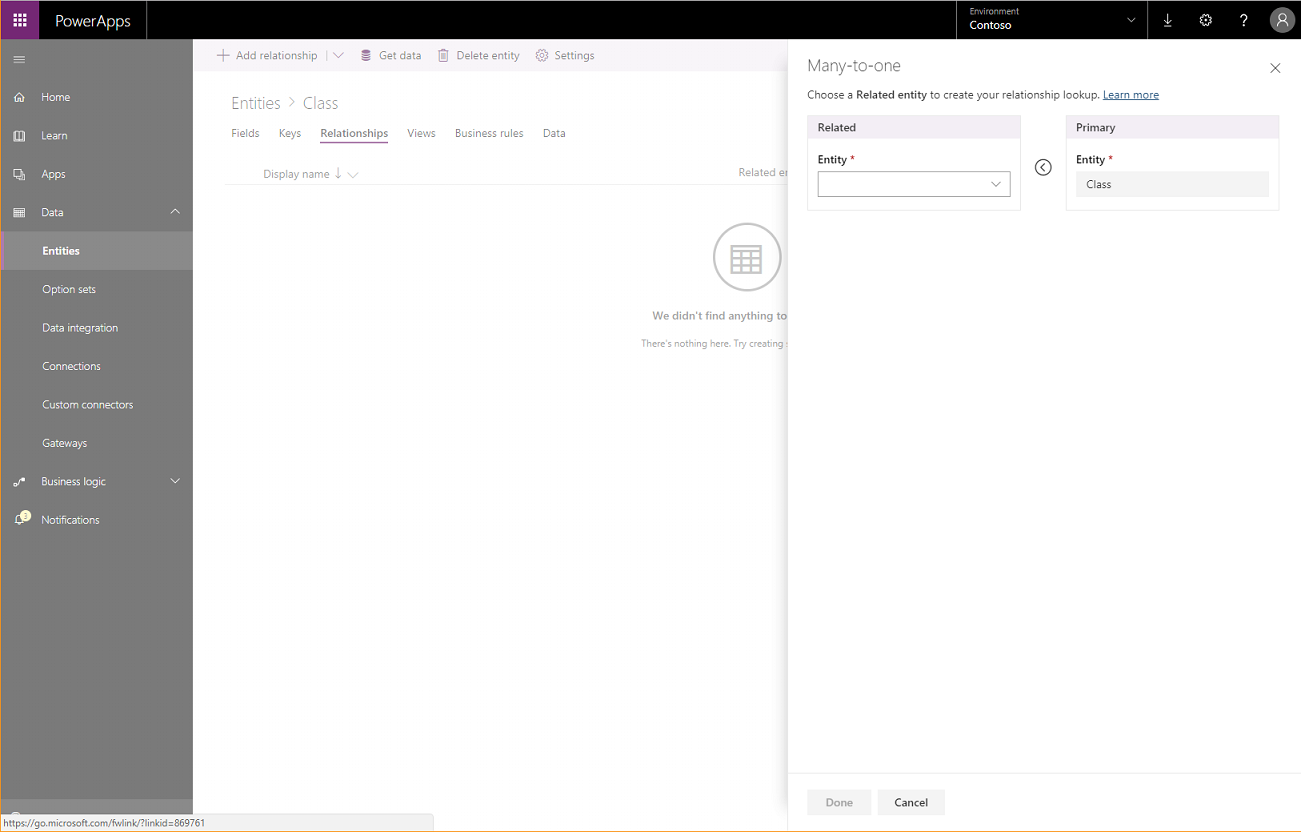 PowerApps
Environment
Contoso
?
Home
Learn
Apps
Data
Entities
Option sets
Data integration
Connections
Custom connectors
Gateways
Business logic
3
Notifications
https://go.microsoft.com/fwlink/?linkid=869761
Add relationship
Get data
Delete entity
Settings
Entities > Class
Fields Keys Relationships Views Business rules Data
Display name
Related en
We didn't find anything to
There's nothing here. Try creating
Many-to-one
Choose a Related entity to create your relationship lookup. Learn more
Related
Entity *
Primary
Entity *
Class
Done
Cancel